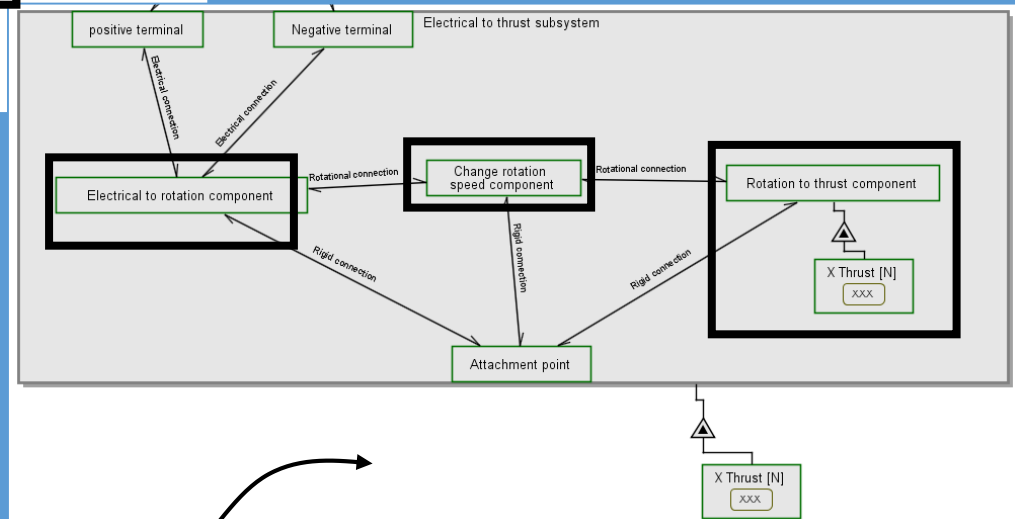 Electrical to thrust subsystem
positive terminal
Negative terminal
Electrical connection
Electrical connection
Electrical to rotation component
Rotational connection
Change rotation
speed component
Rotational connection
Rotation to thrust component
Rigid connection
Rigid connection
Rigid connection
X Thrust [N]
XXX
Attachment point
X Thrust [N]
XXX